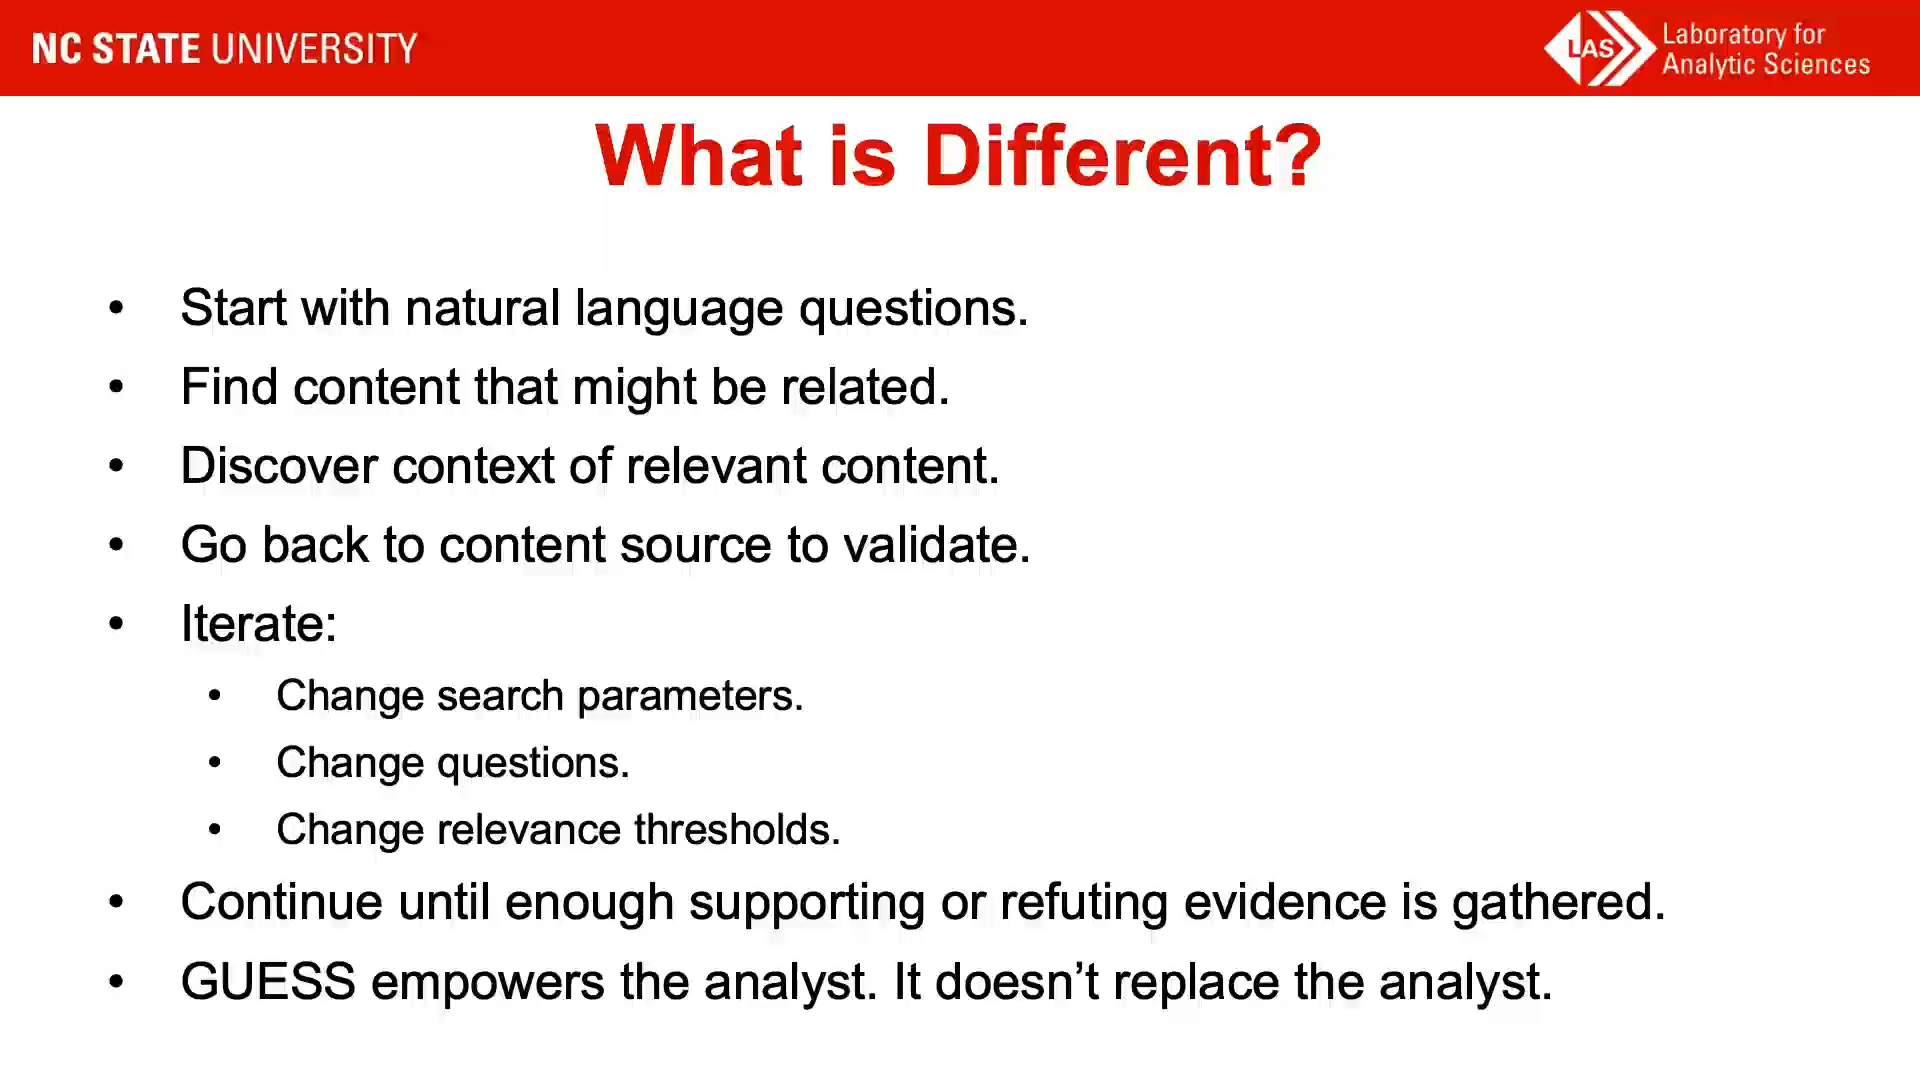 NC STATE UNIVERSITY
LAS
Laboratory for
Analytic Sciences
What is Different?
• Start with natural language questions.
• Find content that might be related.
• Discover context of relevant content.
• Go back to content source to validate.
• Iterate:
• Change search parameters.
• Change questions.
• Change relevance thresholds.
• Continue until enough supporting or refuting evidence is gathered.
• GUESS empowers the analyst. It doesn’t replace the analyst.